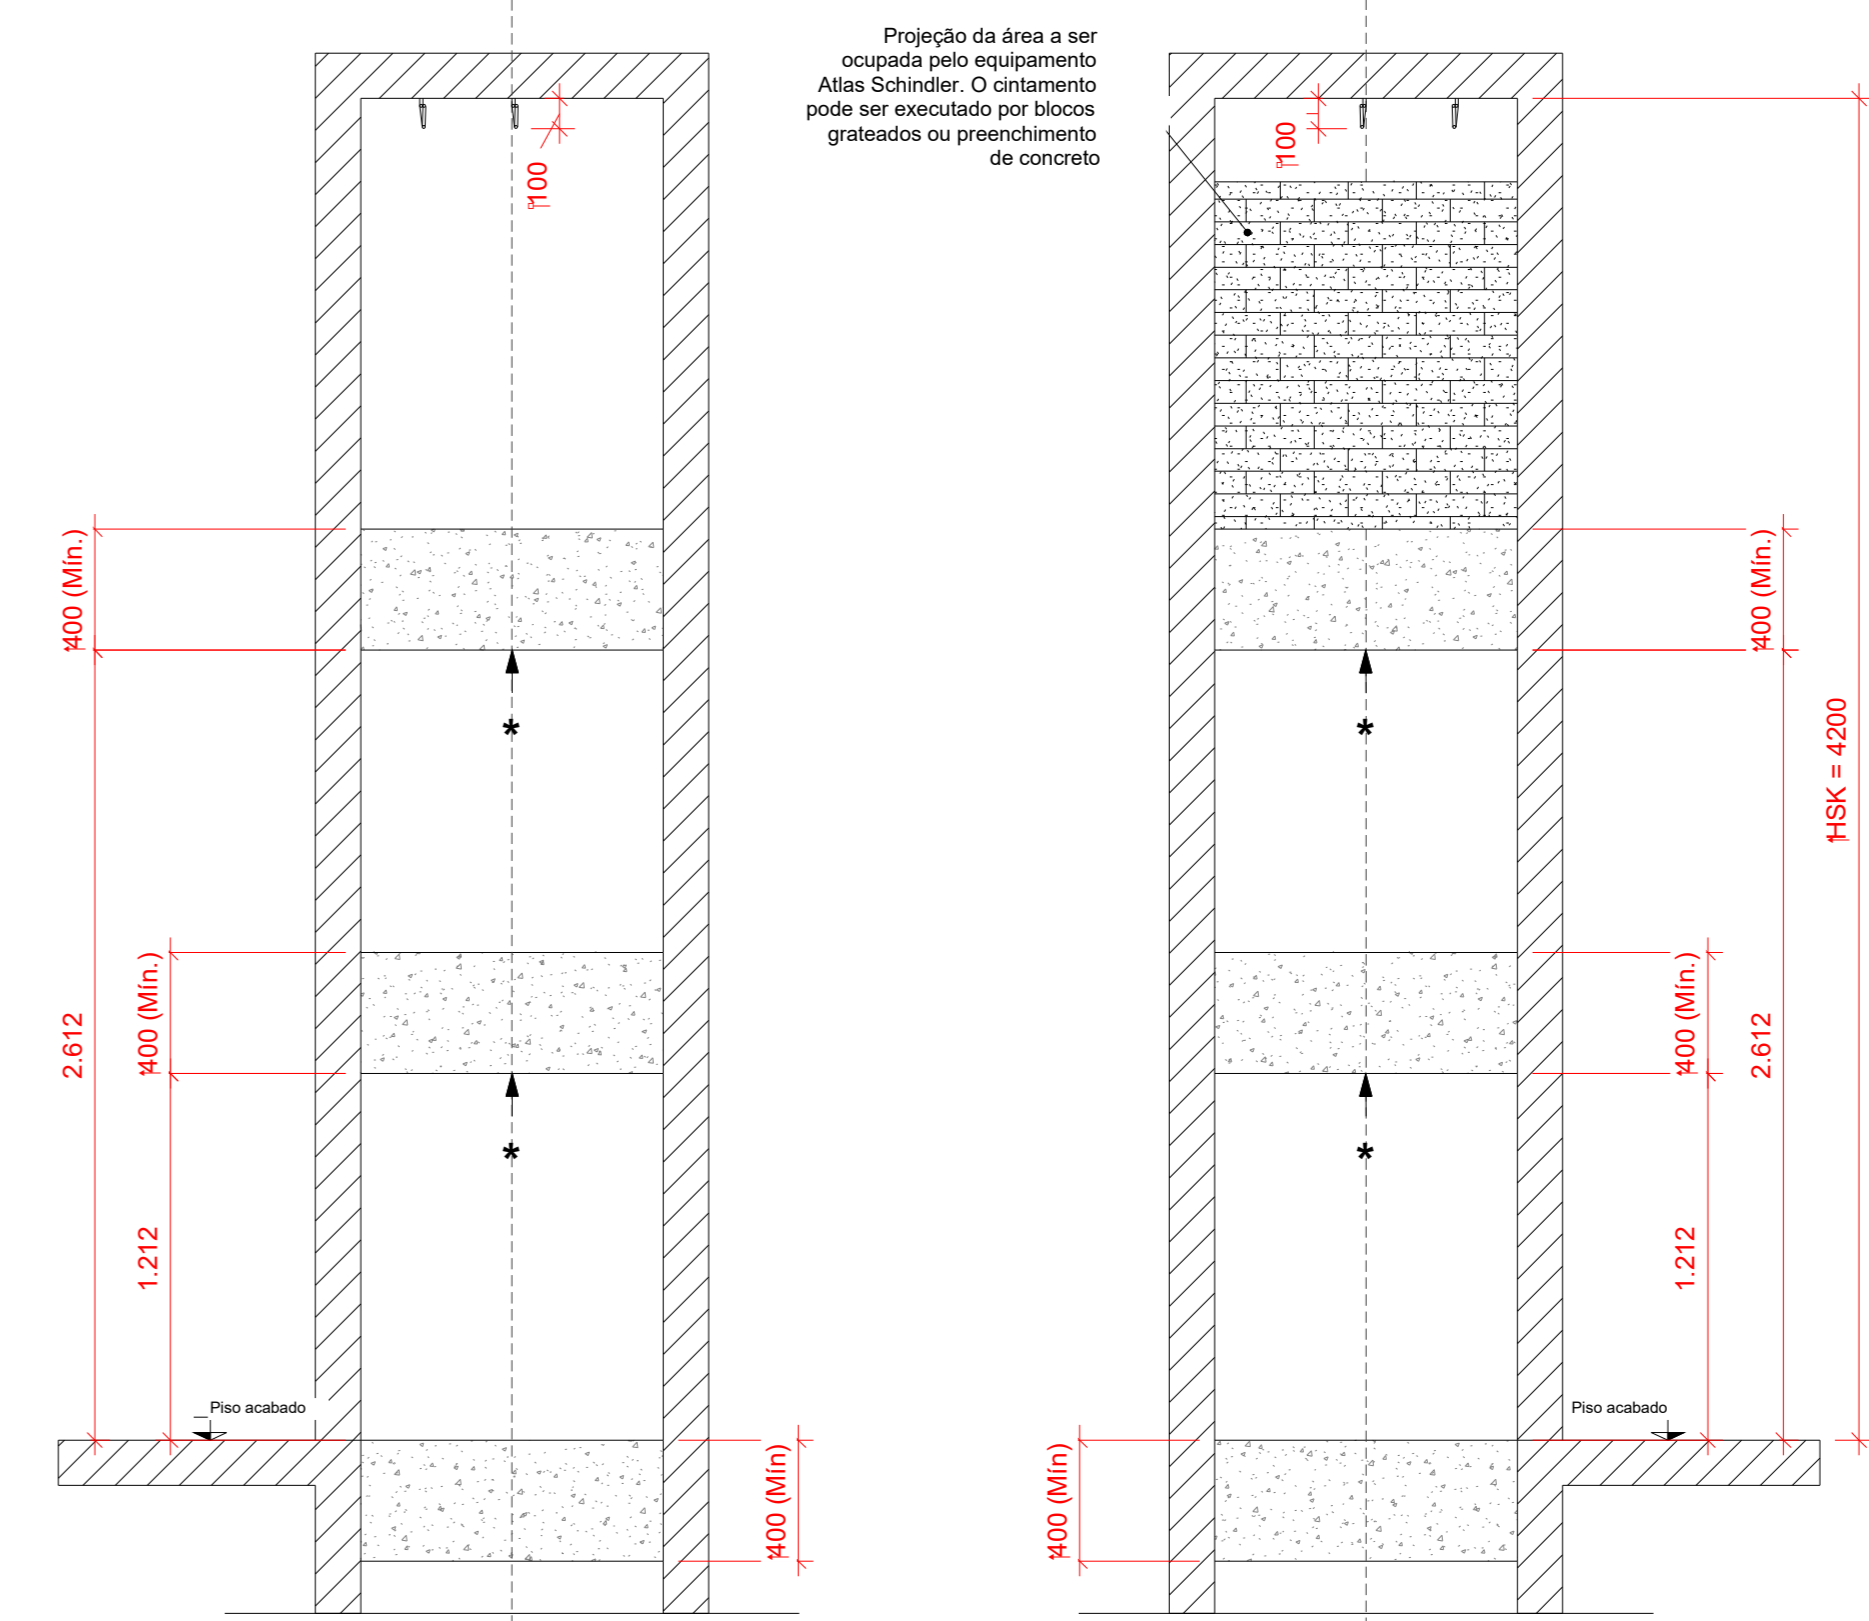 Projeção da área a ser
ocupada pelo equipamento
Atlas Schindler. O cintamento
pode ser executado por blocos
grateados ou preenchimento
de concreto
100
100
400 (Mín.)
400 (Mín.)
*
*
HSK = 4200
400 (Mín.)
400 (Mín.)
2.612
2.612
*
*
1.212
1.212
Piso acabado
Piso acabado
400 (Mín)
400 (Mín)